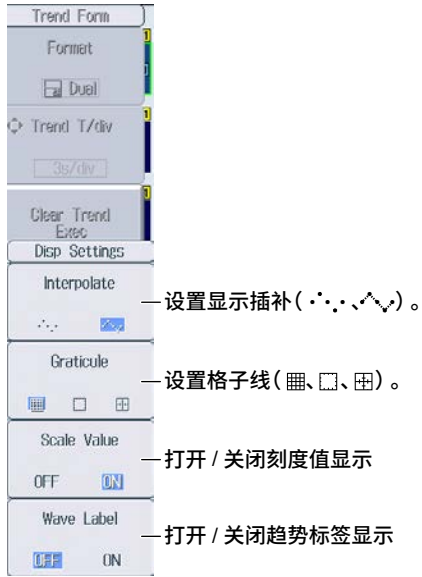 Trend Form
Format
Dual
Trend T/div
3s/div
Clear Trend
Exec
Disp Settings
Interpolate
设置显示插补( 、 )。
Graticule
设置格子线( 、 、 )。
Scale Value
OFF ON
打开 / 关闭刻度值显示
Wave Label
OFF ON
打开 / 关闭趋势标签显示